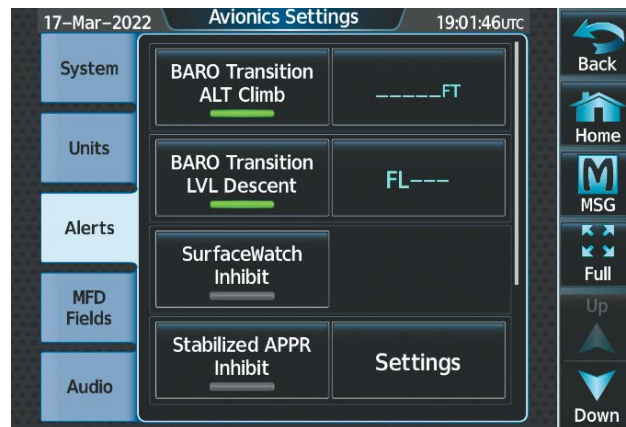 17-Mar-2022
Avionics Settings
19:01:46UTC
System
Units
Alerts
MFD
Fields
Audio
BARO Transition
ALT Climb
_____FT
BARO Transition
LVL Descent
FL---
SurfaceWatch
Inhibit
Stabilized APPR
Inhibit
Settings
Back
Home
M
MSG
Full
Up
Down